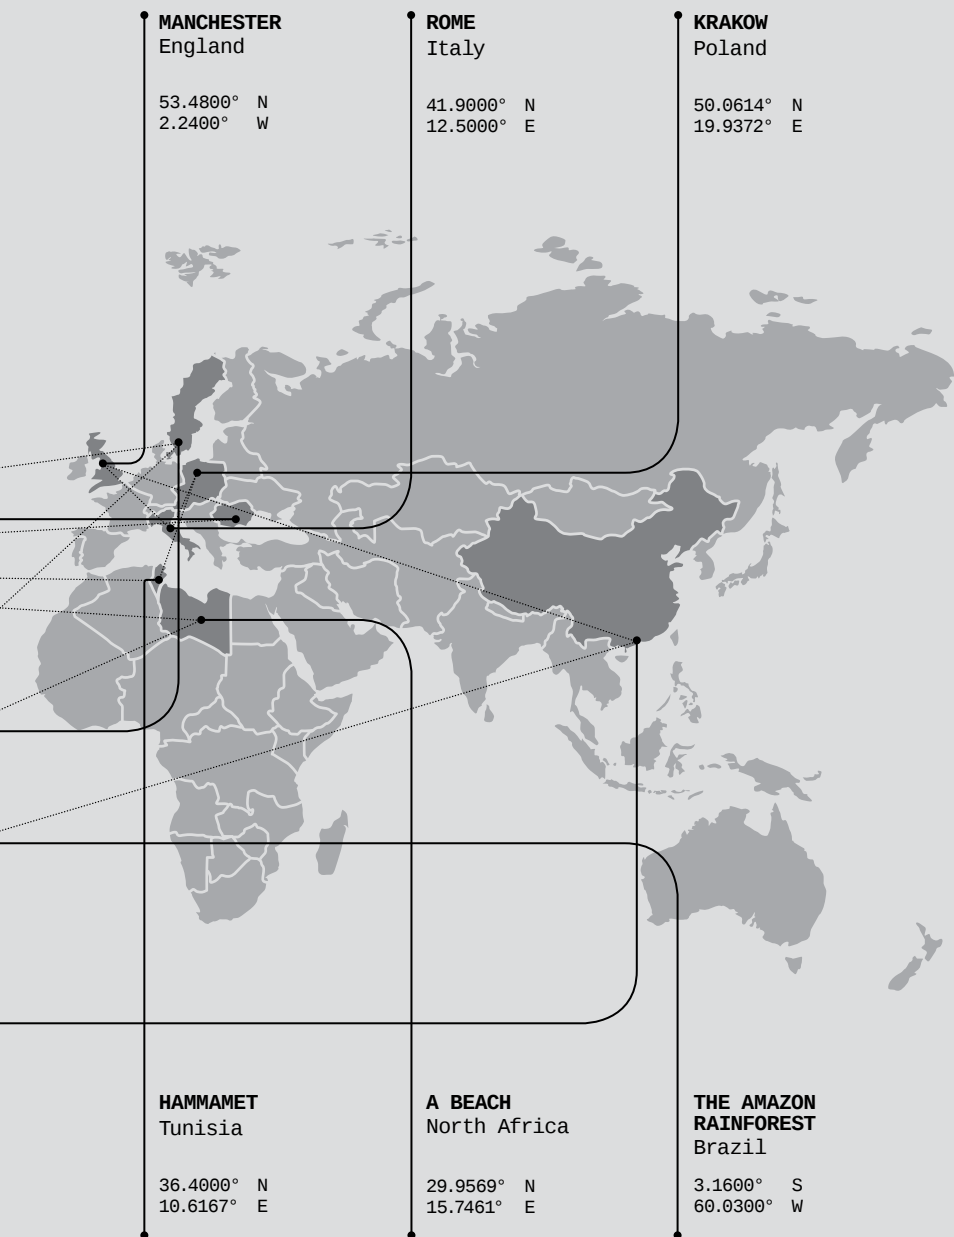 MANCHESTER
England
53.4800° N
2.2400° W
ROME
Italy
41.9000° N
12.5000° E
KRAKOW
Poland
50.0614° N
19.9372° E
HAMMAMET
Tunisia
36.4000° N
10.6167° E
A BEACH
North Africa
29.9569° N
15.7461° E
THE AMAZON
RAINFOREST
Brazil
3.1600° S
60.0300° W